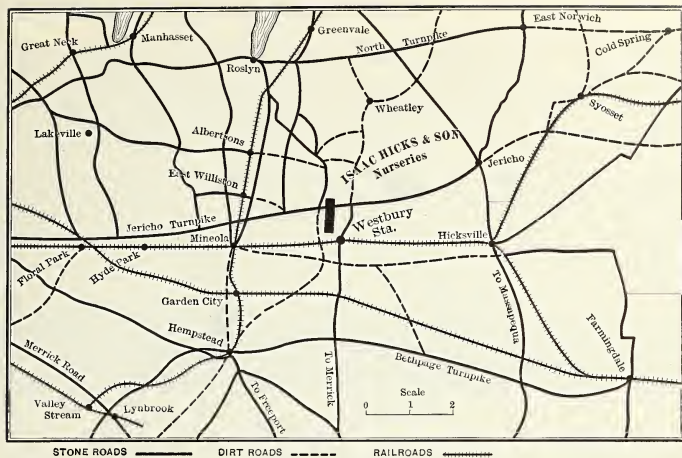 East Norwich
Great Neck
Manhasset
Greenvale
North Turnpike
Cold Spring
Roslyn
Wheatley
Syosset
Lakeville
Albertsons
ISAAC HICKS & SON
Nurseries
Jericho
East Williston
Jericho Turnpike
Westbury
Sta.
Mineola
Hicksville
Floral Park
Hyde Park
To Massapequa
Garden City
Farmingdale
Hempstead
Merrick Road
To Merrick
Bethpage Turnpike
Scale
0 1 2
To Freeport
Valley
Stream
Lynbrook
STONE ROADS DIRT ROADS RAILROADS